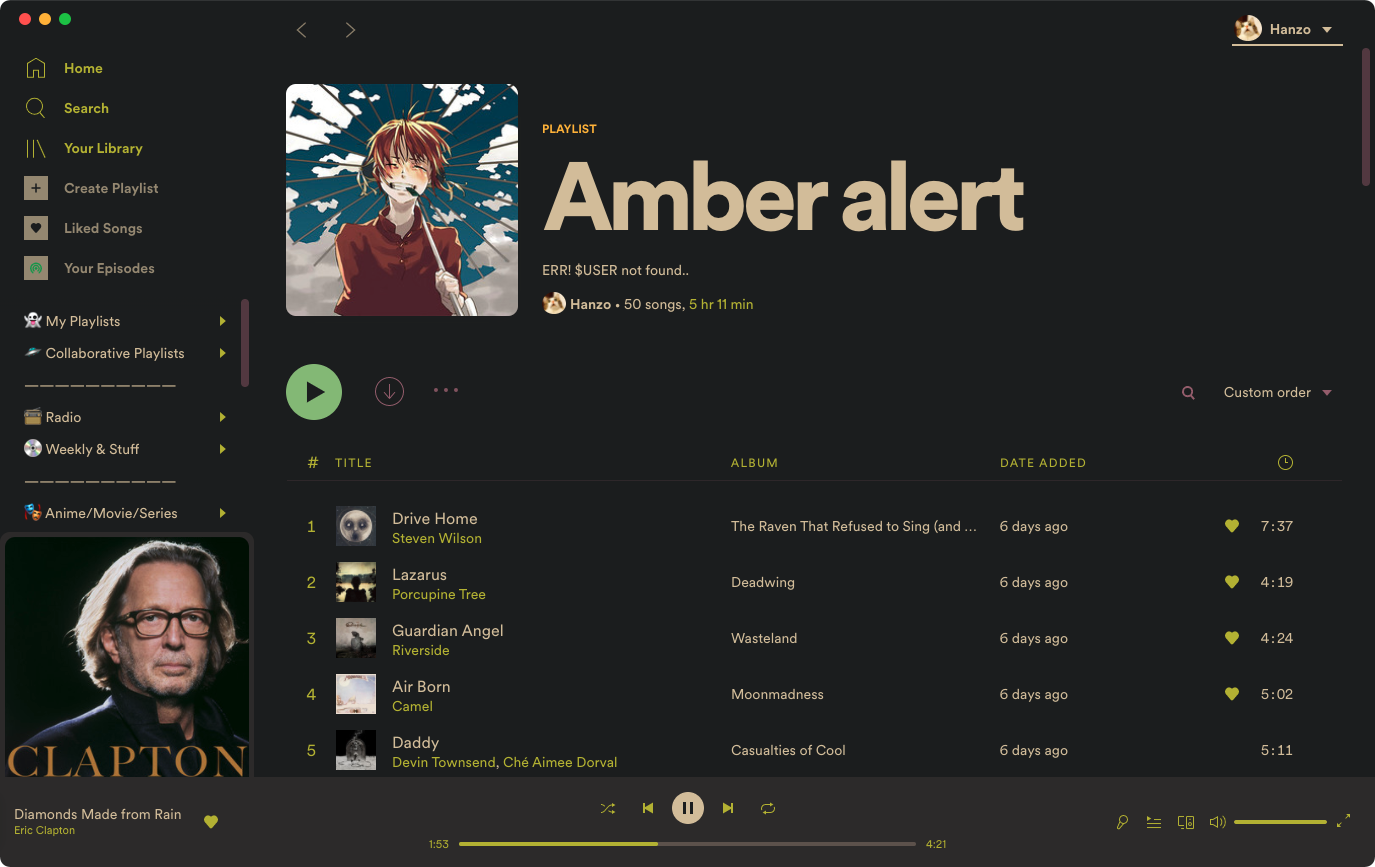 Home
Search
Your Library
Create Playlist
Liked Songs
Your Episodes
My Playlists
Collaborative Playlists
———————————
Radio
Weekly & Stuff
———————————
Anime/Movie/Series
CLAPTON
Hanzo
PLAYLIST
Amber alert
ERR! $USER not found..
Hanzo • 50 songs, 5 hr 11 min
Custom order
# TITLE ALBUM DATE ADDED
1 Drive Home The Raven That Refused to Sing (and ... 6 days ago 7:37
Steven Wilson
2 Lazarus Deadwing 6 days ago 4:19
Porcupine Tree
3 Guardian Angel Wasteland 6 days ago 4:24
Riverside
4 Air Born Moonmadness 6 days ago 5:02
Camel
5 Daddy Casualties of Cool 6 days ago 5:11
Devin Townsend, Ché Aimee Dorval
Diamonds Made from Rain
Eric Clapton
1:53 4:21